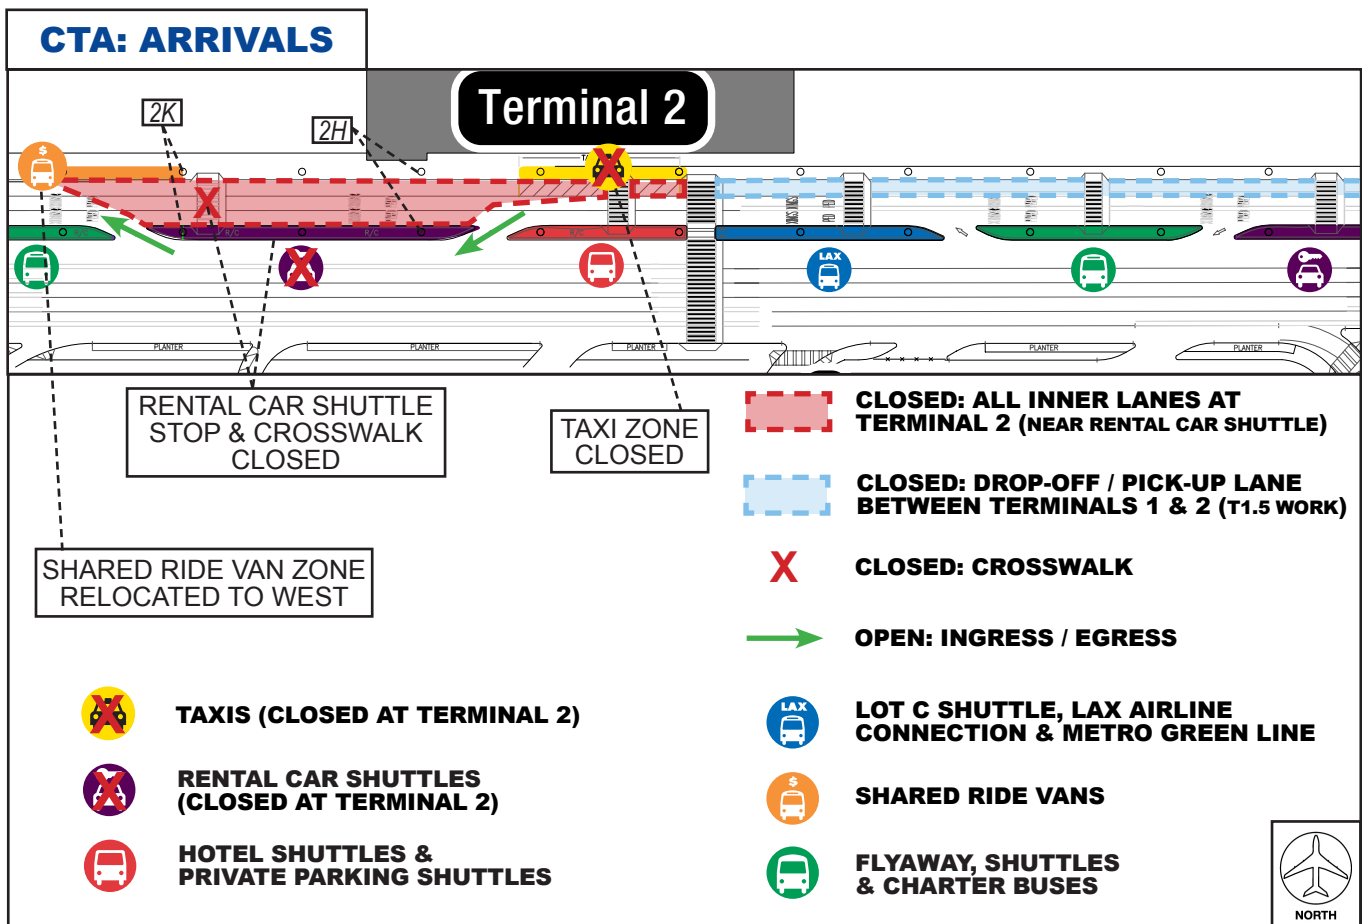 CTA: ARRIVALS
Terminal 2
2K
2H
$
R/C
R/C
R/C
R/C
LAX
PLANTER
PLANTER
PLANTER
PLANTER
PLANTER
RENTAL CAR SHUTTLE
STOP & CROSSWALK
CLOSED
TAXI ZONE
CLOSED
SHARED RIDE VAN ZONE
RELOCATED TO WEST
CLOSED: ALL INNER LANES AT
TERMINAL 2 (NEAR RENTAL CAR SHUTTLE)
CLOSED: DROP-OFF / PICK-UP LANE
BETWEEN TERMINALS 1 & 2 (T1.5 WORK)
X
CLOSED: CROSSWALK
OPEN: INGRESS / EGRESS
TAXIS (CLOSED AT TERMINAL 2)
RENTAL CAR SHUTTLES
(CLOSED AT TERMINAL 2)
HOTEL SHUTTLES &
PRIVATE PARKING SHUTTLES
LAX
LOT C SHUTTLE, LAX AIRLINE
CONNECTION & METRO GREEN LINE
$
SHARED RIDE VANS
FLYAWAY, SHUTTLES
& CHARTER BUSES
NORTH